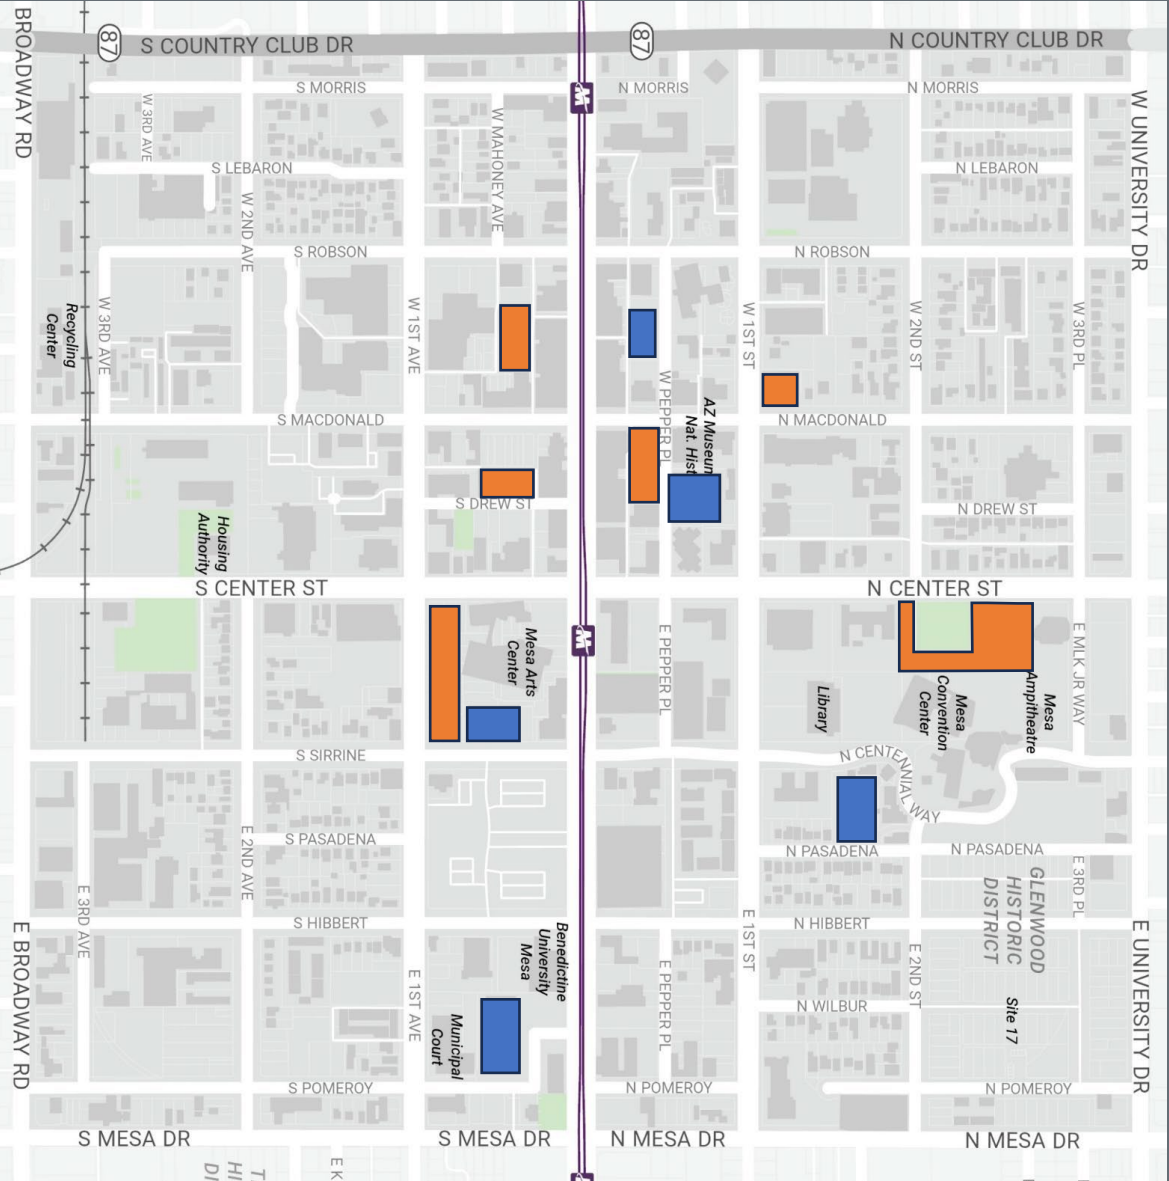 BROADWAY RD
87
S COUNTRY CLUB DR
87
N COUNTRY CLUB DR
S MORRIS
N MORRIS
N MORRIS
W UNIVERSITY DR
W 3RD AVE
W MAHONEY AVE
S LEBARON
N LEBARON
W 2ND AVE
S ROBSON
N ROBSON
Recycling
Center
W 3RD AVE
W 1ST AVE
W 1ST ST
W 2ND ST
W 3RD PL
W PEPPER PL
AZ Museum
Nat. Hist
S MACDONALD
N MACDONALD
S DREW ST
N DREW ST
Housing
Authority
S CENTER ST
N CENTER ST
Mesa Arts
Center
E PEPPER PL
Library
Mesa
Convention
Center
Mesa
Ampitheatre
E MLK JR WAY
S SIRRINE
N CENTENNIAL WAY
S PASADENA
N PASADENA
N PASADENA
E 2ND AVE
E 3RD AVE
GLENWOOD
HISTORIC
DISTRICT
E 3RD PL
S HIBBERT
N HIBBERT
E BROADWAY RD
Benedictine
University
Mesa
E 1ST ST
E 2ND ST
E UNIVERSITY DR
E 1ST AVE
E PEPPER PL
N WILBUR
Site 17
Municipal
Court
S POMEROY
N POMEROY
N POMEROY
S MESA DR
S MESA DR
N MESA DR
N MESA DR
E K